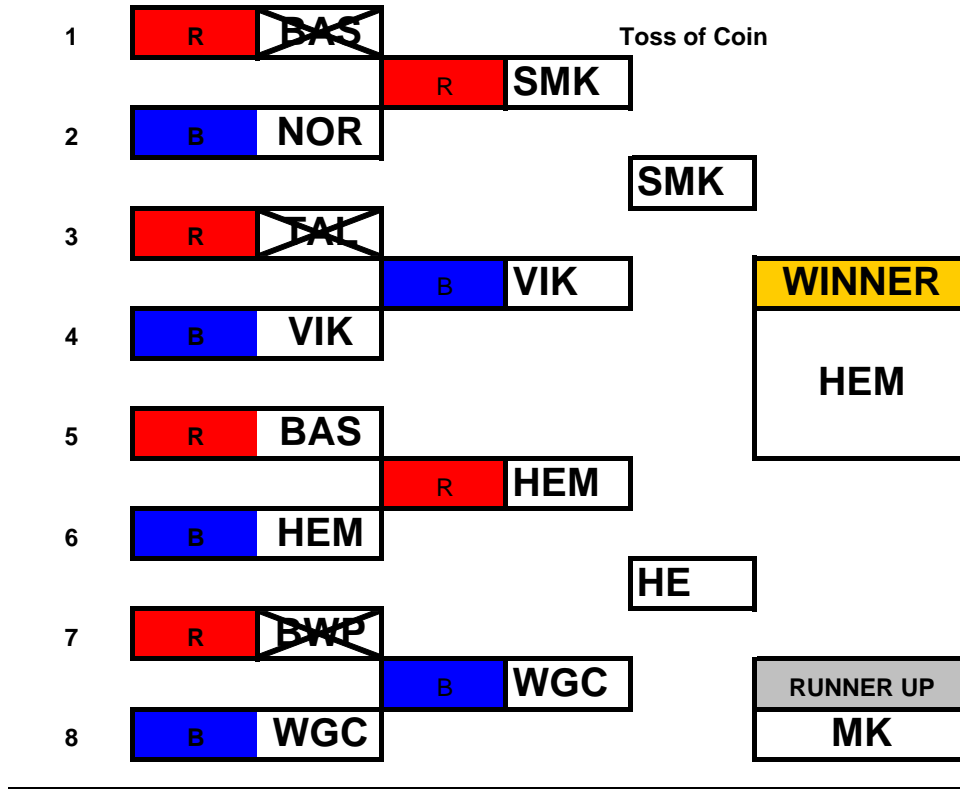 1 R BAS Toss of Coin
R SMK
2 B NOR
SMK
3 R TAL
B VIK WINNER
4 B VIK
HEM
5 R BAS
R HEM
6 B HEM
HE
7 R BWP
B WGC RUNNER UP
8 B WGC MK